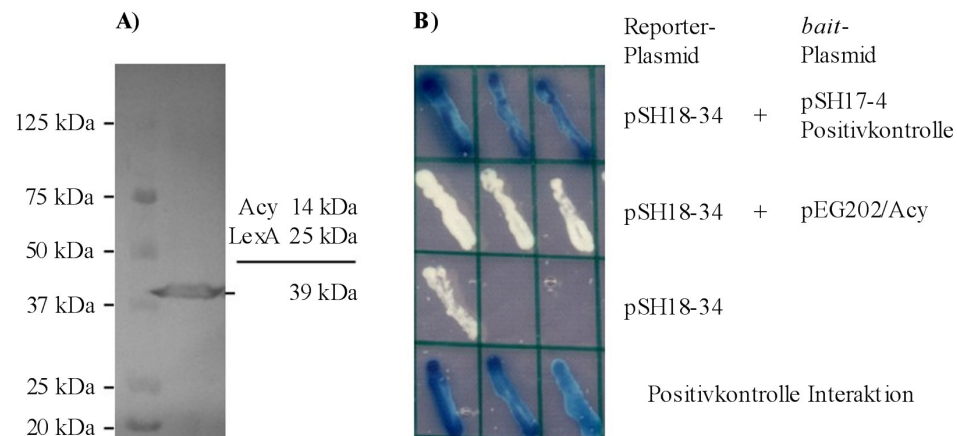 A)
125 kDa
75 kDa
50 kDa
37 kDa
25 kDa
20 kDa
Acy 14 kDa
LexA 25 kDa
39 kDa
B)
Reporter-
Plasmid
bait-
Plasmid
pSH18-34 + pSH17-4
Positivkontrolle
pSH18-34 + pEG202/Acy
pSH18-34
Positivkontrolle Interaktion